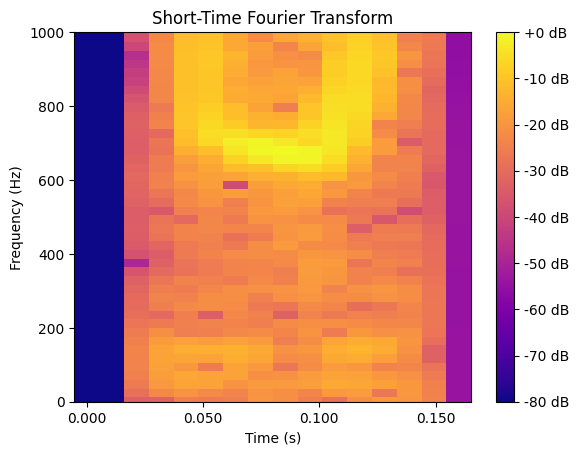 Short-Time Fourier Transform
Frequency (Hz)
1000
800
600
400
200
0
0.000
0.050
0.100
0.150
Time (s)
+0 dB
-10 dB
-20 dB
-30 dB
-40 dB
-50 dB
-60 dB
-70 dB
-80 dB